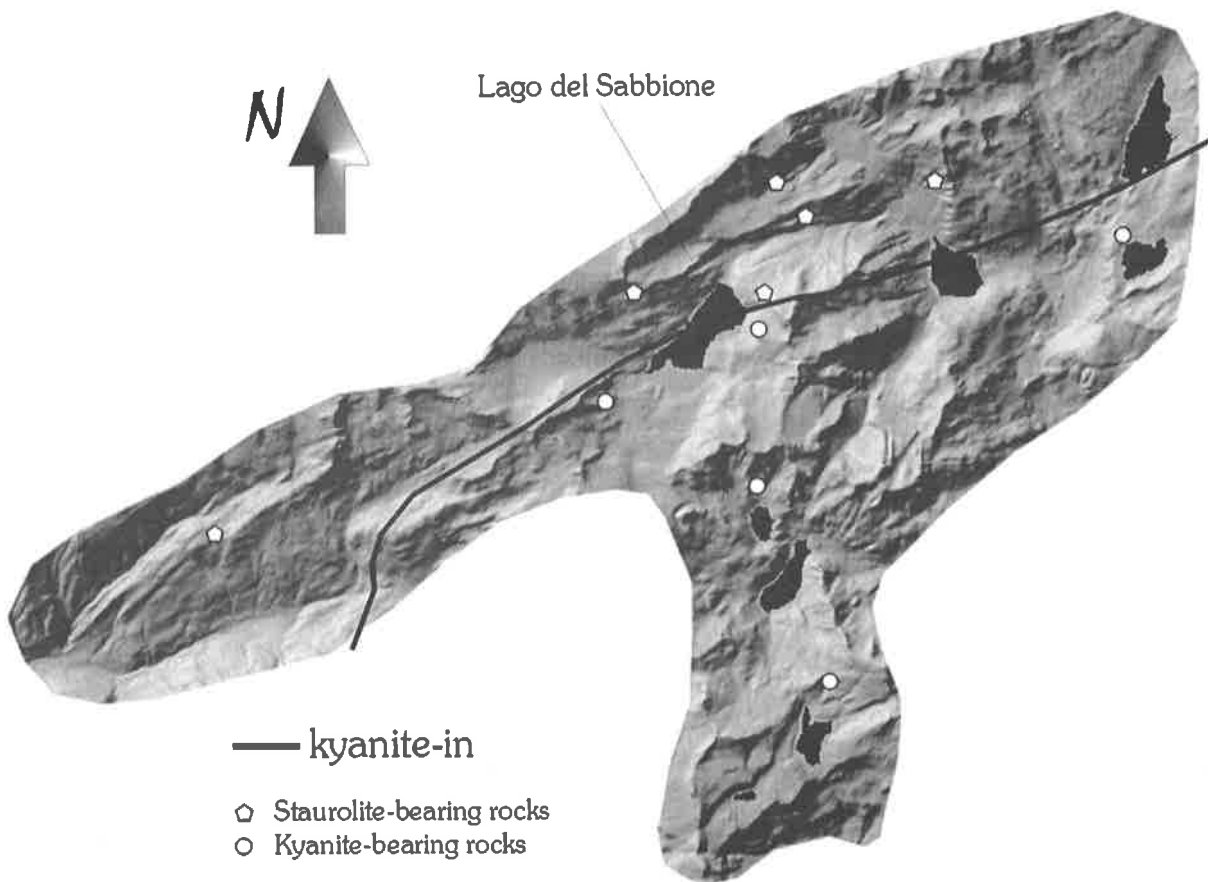 Lago del Sabbione
N
kyanite-in
Staurolite-bearing rocks
Kyanite-bearing rocks